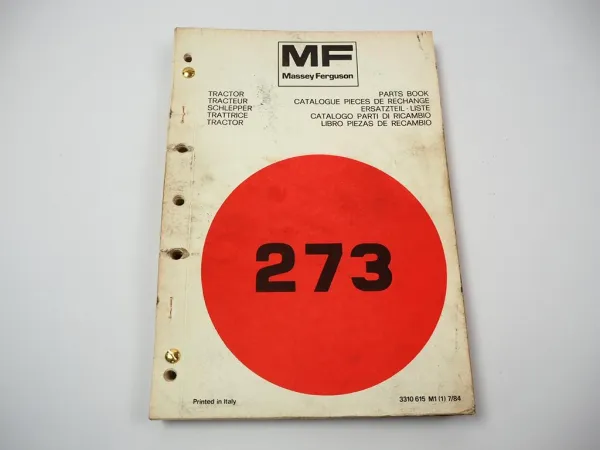 MF
Massey Ferguson
TRACTOR PARTS BOOK
TRACTEUR CATALOGUE PIECES DE RECHANGE
SCHLEPPER ERSATZTEIL - LISTE
TRATTRICE CATALOGO PARTI DI RICAMBIO
TRACTOR LIBRO PIEZAS DE RECAMBIO
273
Printed in Italy 3310 615 M1 (1) 7/84